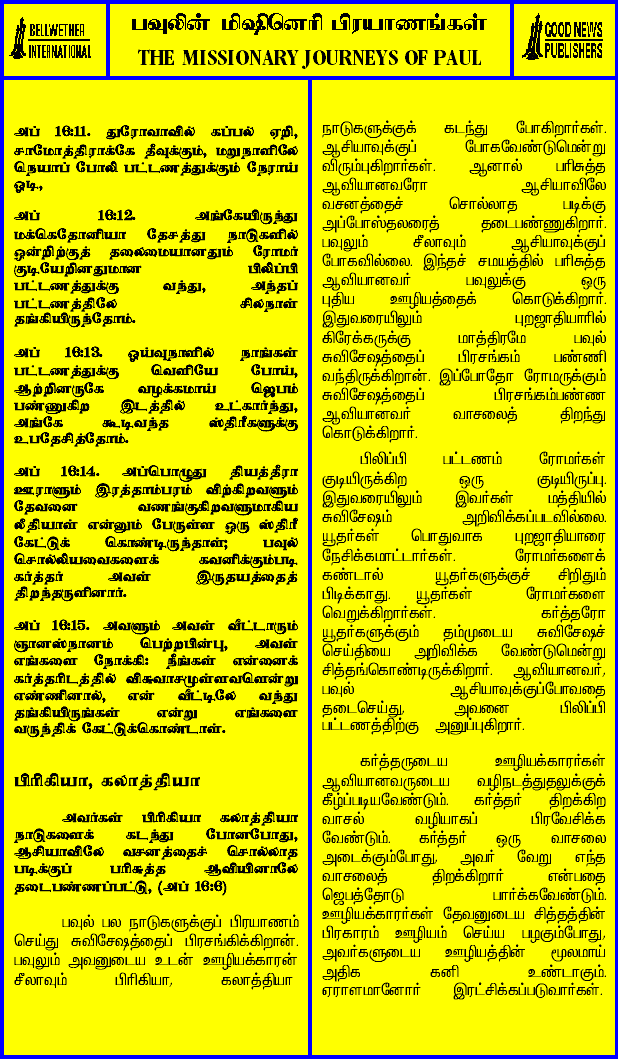 BELLWETHER
INTERNATIONAL
பவுலின் மிஷினெரி பிரயாணங்கள்
THE MISSIONARY JOURNEYS OF PAUL
GOOD NEWS
PUBLISHERS
அப் 16:11. துரோவாவில் கப்பல் ஏறி,
சாமோத்திராக்கே தீவுக்கும், மறுநாளிலே
நெயாப் போலி பட்டணத்துக்கும் நேராய்
ஓடி,
அப் 16:12. அங்கேயிருந்து
மக்கெதோனியா தேசத்து நாடுகளில்
ஒன்றிற்குத் தலைமையானதும் ரோமர்
குடியேறினதுமான பிலிப்பி
பட்டணத்துக்கு வந்து, அந்தப்
பட்டணத்திலே சிலநாள்
தங்கியிருந்தோம்.
அப் 16:13. ஓய்வுநாளில் நாங்கள்
பட்டணத்துக்கு வெளியே போய்,
ஆற்றினருகே வழக்கமாய் ஜெபம்
பண்ணுகிற இடத்தில் உட்கார்ந்து,
அங்கே கூடிவந்த ஸ்திரீகளுக்கு
உபதேசித்தோம்.
அப் 16:14. அப்பொழுது தியத்தீரா
ஊராளும் இரத்தாம்பரம் விற்கிறவளும்
தேவனை வணங்குகிறவளுமாகிய
லீதியாள் என்னும் பேருள்ள ஒரு ஸ்திரீ
கேட்டுக் கொண்டிருந்தாள்; பவுல்
சொல்லியவைகளைக் கவனிக்கும்படி
கர்த்தர் அவள் இருதயத்தைத்
திறந்தருளினார்.
அப் 16:15. அவளும் அவள் வீட்டாரும்
ஞானஸ்நானம் பெற்றபின்பு, அவள்
எங்களை நோக்கி: நீங்கள் என்னைக்
கர்த்தரிடத்தில் விசுவாசமுள்ளவளென்று
எண்ணினால், என் வீட்டிலே வந்து
தங்கியிருங்கள் என்று எங்களை
வருந்திக் கேட்டுக்கொண்டாள்.
பிரிகியா, கலாத்தியா
அவர்கள் பிரிகியா கலாத்தியா
நாடுகளைக் கடந்து போனபோது,
ஆசியாவிலே வசனத்தைச் சொல்லாத
படிக்குப் பரிசுத்த ஆவியினாலே
தடைபண்ணப்பட்டு, (அப் 16:6)
பவுல் பல நாடுகளுக்குப் பிரயாணம்
செய்து சுவிசேஷத்தைப் பிரசங்கிக்கிறான்.
பவுலும் அவனுடைய உடன் ஊழியக்காரன்
சீலாவும் பிரிகியா, கலாத்தியா
நாடுகளுக்குக் கடந்து போகிறார்கள்.
ஆசியாவுக்குப் போகவேண்டுமென்று
விரும்புகிறார்கள். ஆனால் பரிசுத்த
ஆவியானவரோ ஆசியாவிலே
வசனத்தைச் சொல்லாத படிக்கு
அப்போஸ்தலரைத் தடைபண்ணுகிறார்.
பவுலும் சீலாவும் ஆசியாவுக்குப்
போகவில்லை. இந்தச் சமயத்தில் பரிசுத்த
ஆவியானவர் பவுலுக்கு ஒரு
புதிய ஊழியத்தைக் கொடுக்கிறார்.
இதுவரையிலும் புறஜாதியாரில்
கிரேக்கருக்கு மாத்திரமே பவுல்
சுவிசேஷத்தைப் பிரசங்கம் பண்ணி
வந்திருக்கிறான். இப்போதோ ரோமருக்கும்
சுவிசேஷத்தைப் பிரசங்கம்பண்ண
ஆவியானவர் வாசலைத் திறந்து
கொடுக்கிறார்.
பிலிப்பி பட்டணம் ரோமர்கள்
குடியிருக்கிற ஒரு குடியிருப்பு.
இதுவரையிலும் இவர்கள் மத்தியில்
சுவிசேஷம் அறிவிக்கப்படவில்லை.
யூதர்கள் பொதுவாக புறஜாதியாரை
நேசிக்கமாட்டார்கள். ரோமர்களைக்
கண்டால் யூதர்களுக்குச் சிறிதும்
பிடிக்காது. யூதர்கள் ரோமர்களை
வெறுக்கிறார்கள். கர்த்தரோ
யூதர்களுக்கும் தம்முடைய சுவிசேஷச்
செய்தியை அறிவிக்க வேண்டுமென்று
சித்தங்கொண்டிருக்கிறார். ஆவியானவர்,
பவுல் ஆசியாவுக்குப்போவதை
தடைசெய்து, அவனை பிலிப்பி
பட்டணத்திற்கு அனுப்புகிறார்.
கர்த்தருடைய ஊழியக்காரர்கள்
ஆவியானவருடைய வழிநடத்துதலுக்குக்
கீழ்ப்படியவேண்டும். கர்த்தர் திறக்கிற
வாசல் வழியாகப் பிரவேசிக்க
வேண்டும். கர்த்தர் ஒரு வாசலை
அடைக்கும்போது, அவர் வேறு எந்த
வாசலைத் திறக்கிறார் என்பதை
ஜெபத்தோடு பார்க்கவேண்டும்.
ஊழியக்காரர்கள் தேவனுடைய சித்தத்தின்
பிரகாரம் ஊழியம் செய்ய பழகும்போது,
அவர்களுடைய ஊழியத்தின் மூலமாய்
அதிக கனி உண்டாகும்.
ஏராளமானோர் இரட்சிக்கப்படுவார்கள்.